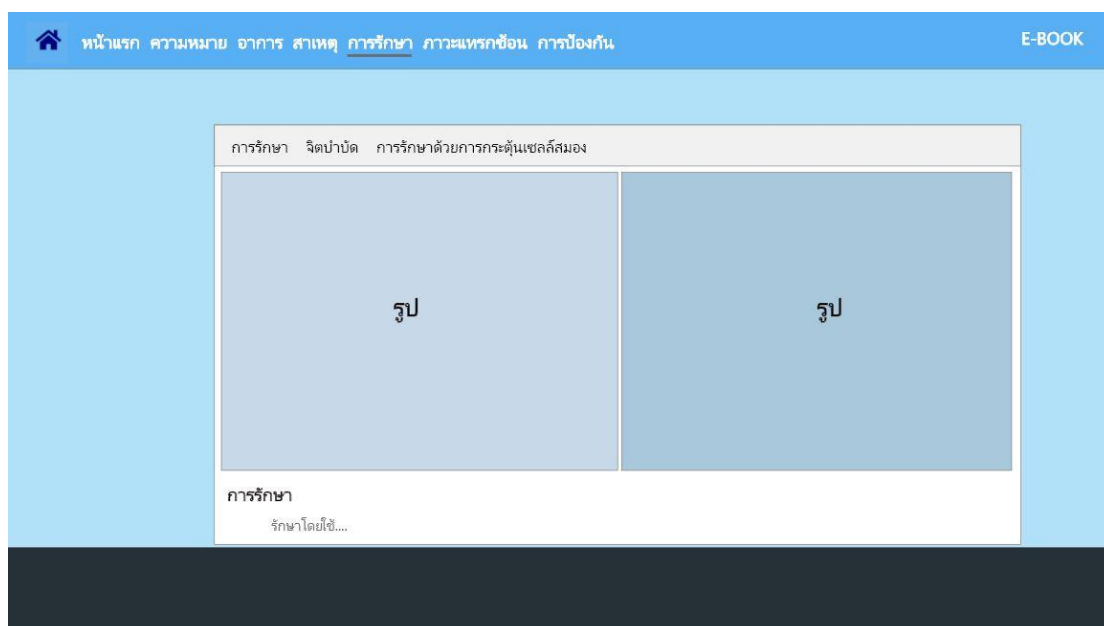 หน้าแรก ความหมาย อาการ สาเหตุ การรักษา ภาวะแทรกซ้อน การป้องกัน E-BOOK
การรักษา จิตบำบัด การรักษาด้วยการกระตุ้นเซลล์สมอง
รูป รูป
การรักษา
รักษาโดยใช้....